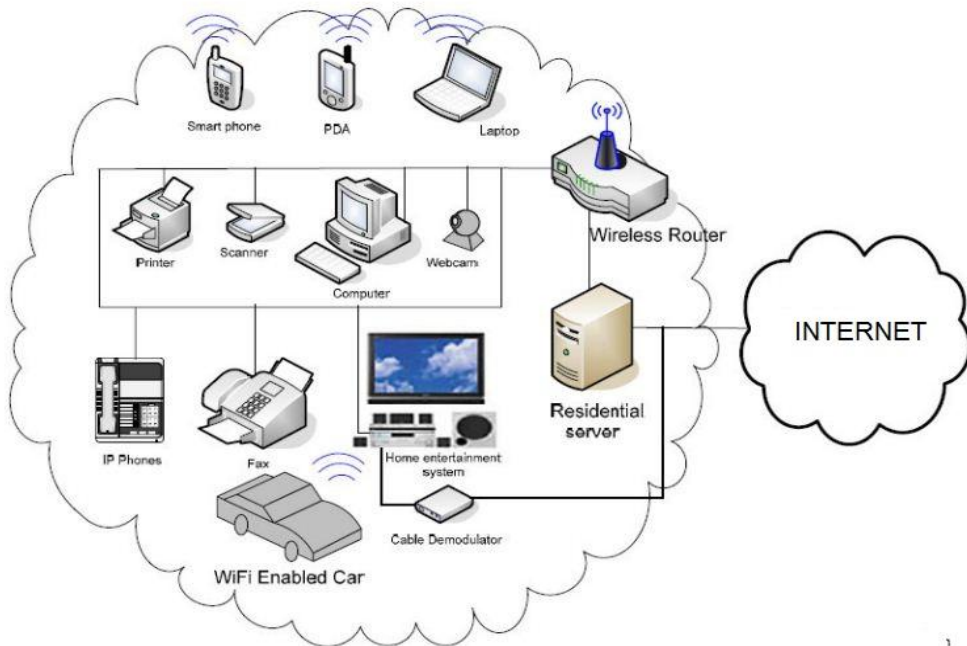 Smart phone
PDA
Laptop
Wireless Router
Printer
Scanner
Computer
Webcam
INTERNET
Residential
server
IP Phones
Fax
Home entertainment
system
Cable Demodulator
WiFi Enabled Car
1